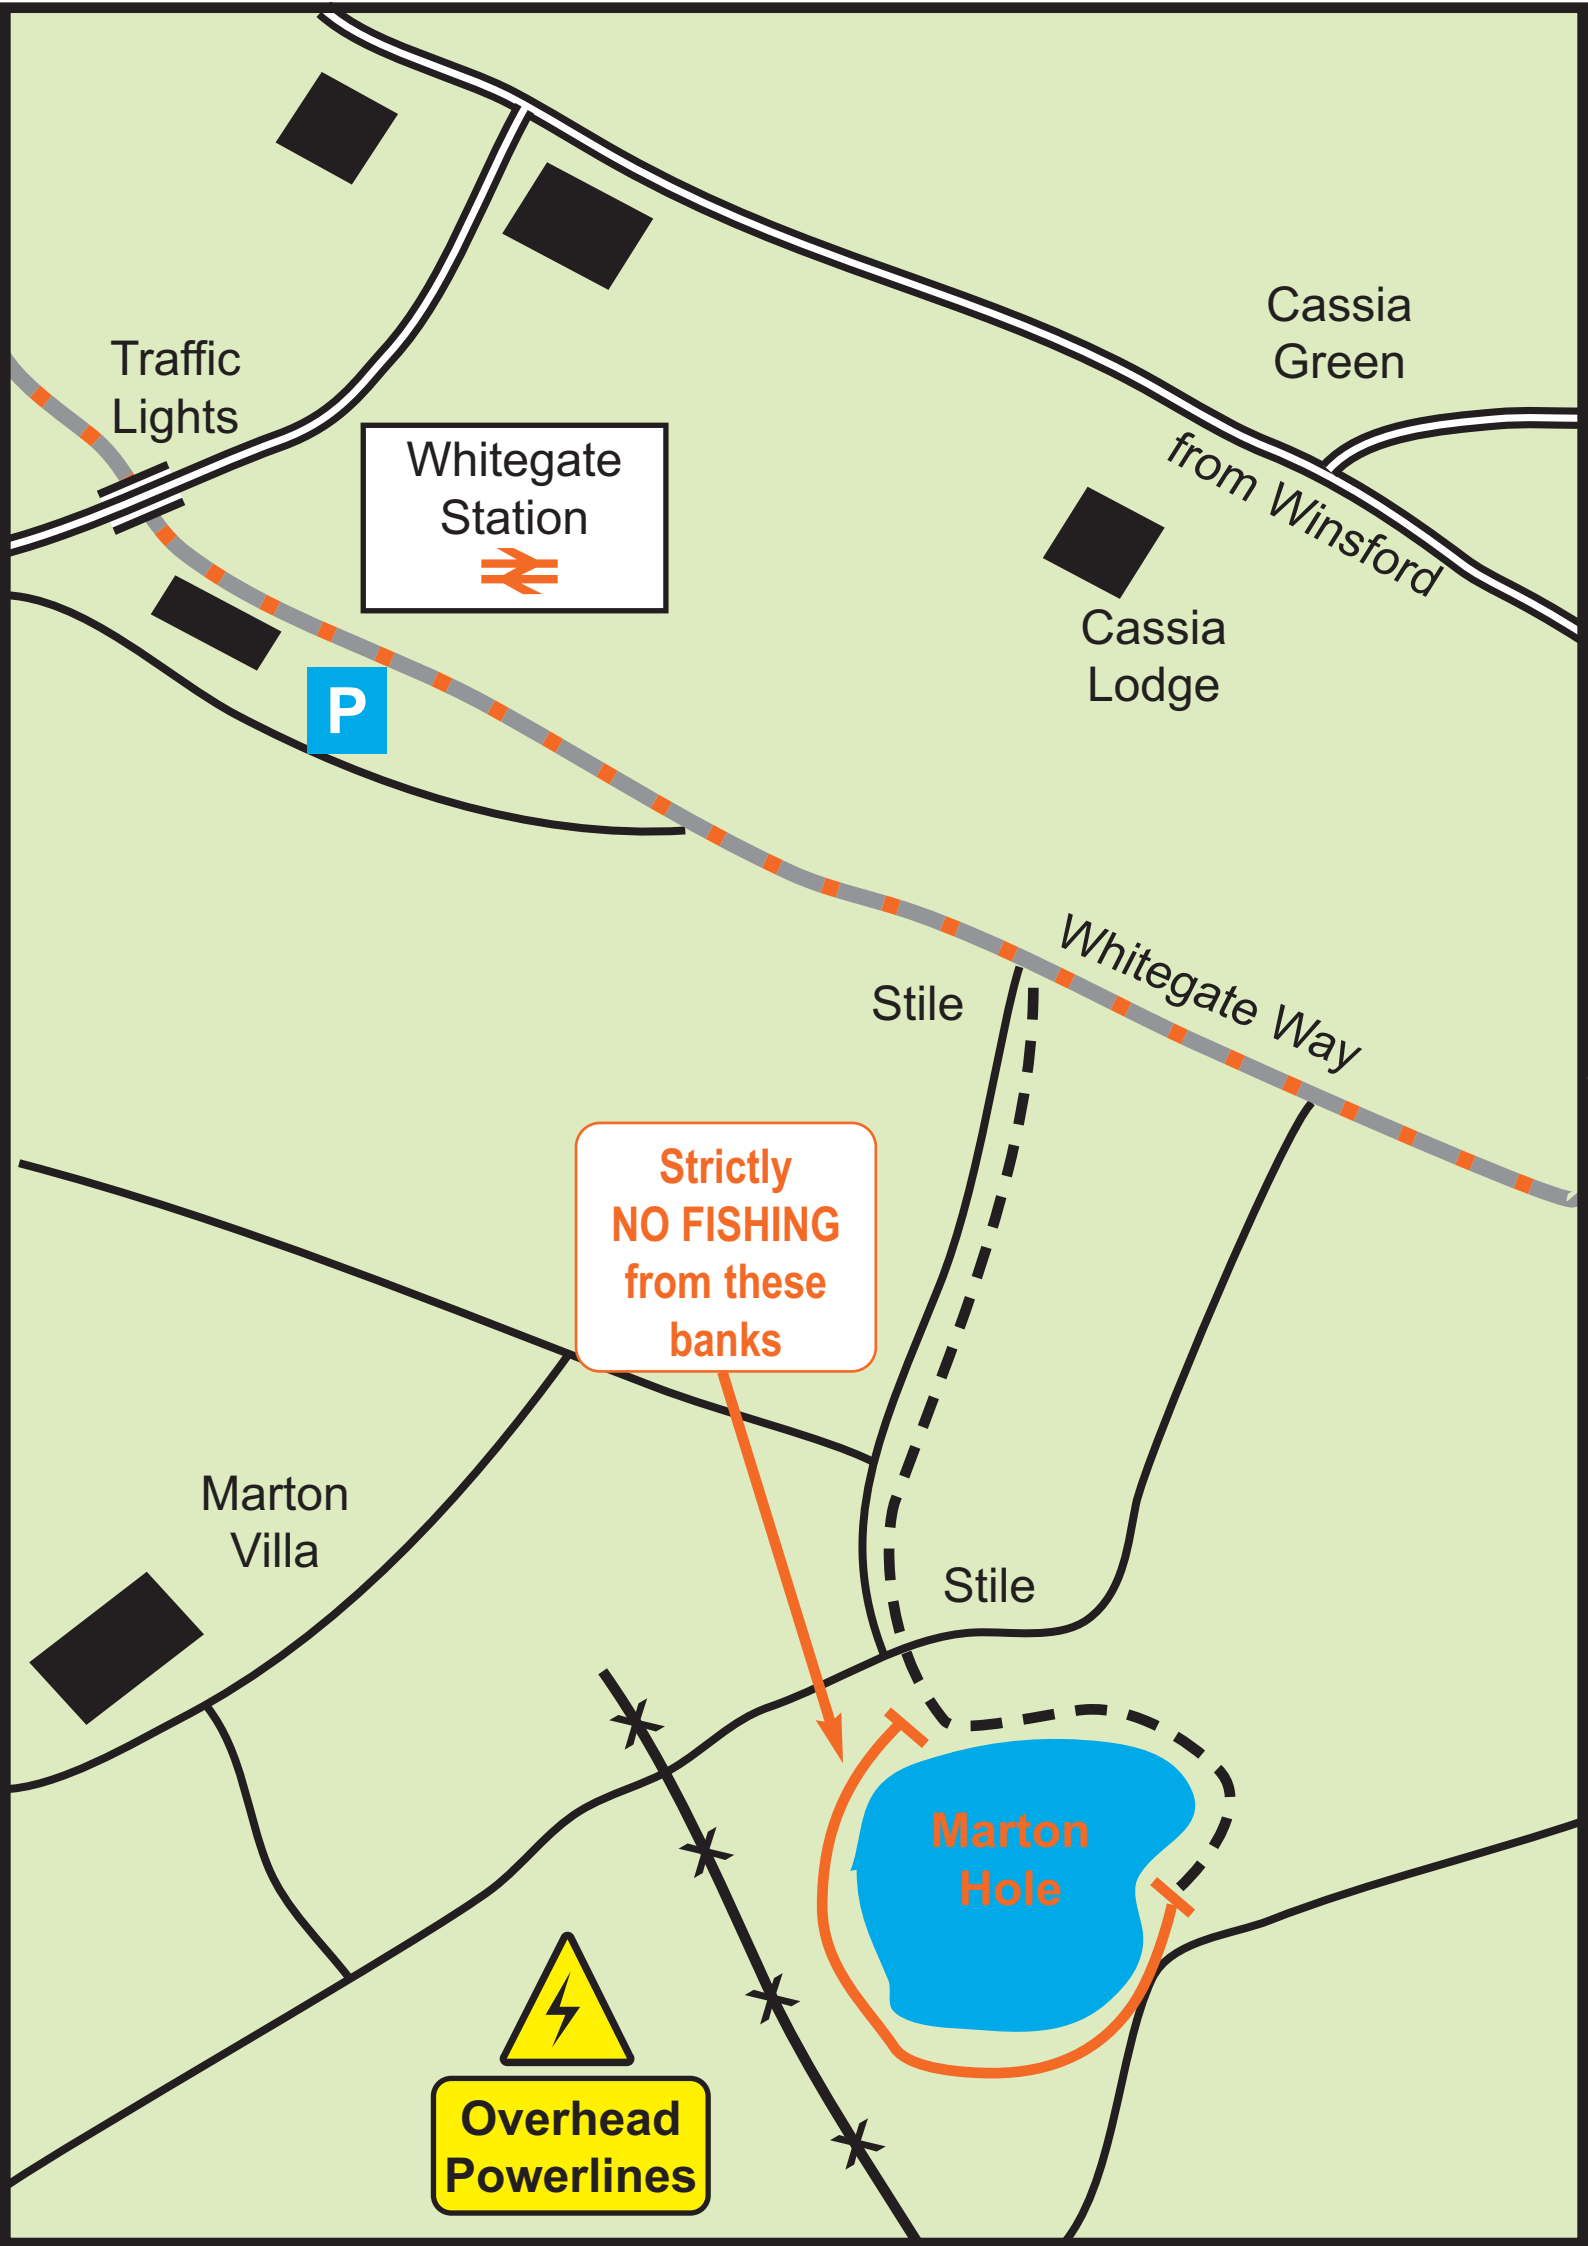 Cassia
Green
Traffic
Lights
Whitegate
Station
from Winsford
Cassia
Lodge
P
Whitegate Way
Stile
Strictly
NO FISHING
from these
banks
Marton
Villa
Stile
Marton
Hole
Overhead
Powerlines